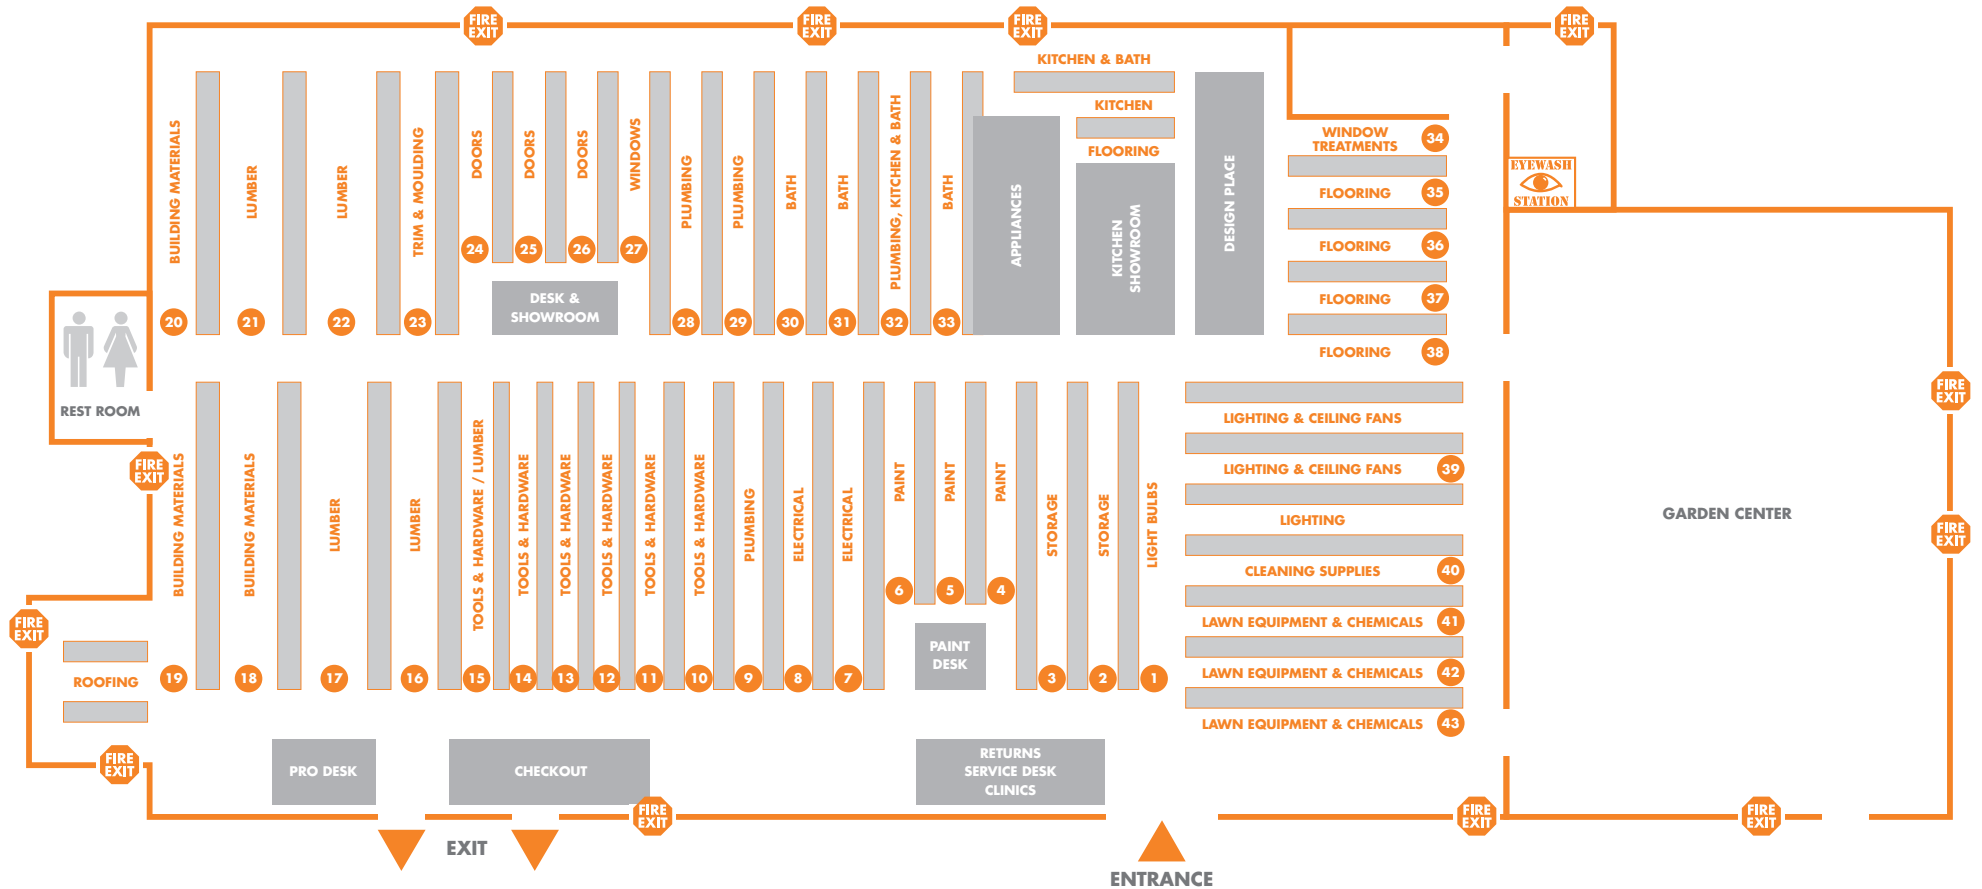 FIRE
EXIT
FIRE
EXIT
FIRE
EXIT
FIRE
EXIT
KITCHEN & BATH
KITCHEN
FLOORING
BUILDING MATERIALS
20
LUMBER
21
LUMBER
22
TRIM & MOULDING
23
DOORS
24
DOORS
25
DOORS
26
WINDOWS
27
DESK &
SHOWROOM
PLUMBING
28
PLUMBING
29
BATH
30
BATH
31
PLUMBING, KITCHEN & BATH
32
BATH
33
APPLIANCES
KITCHEN
SHOWROOM
DESIGN PLACE
WINDOW
TREATMENTS
34
FLOORING
35
FLOORING
36
FLOORING
37
FLOORING
38
EYEWASH
STATION
REST ROOM
FIRE
EXIT
FIRE
EXIT
ROOFING
FIRE
EXIT
BUILDING MATERIALS
19
BUILDING MATERIALS
18
LUMBER
17
LUMBER
16
TOOLS & HARDWARE / LUMBER
15
TOOLS & HARDWARE
14
TOOLS & HARDWARE
13
TOOLS & HARDWARE
12
TOOLS & HARDWARE
11
TOOLS & HARDWARE
10
PLUMBING
9
ELECTRICAL
8
ELECTRICAL
7
PAINT
6
PAINT
5
PAINT
4
PAINT
DESK
STORAGE
3
STORAGE
2
LIGHT BULBS
1
LIGHTING & CEILING FANS
LIGHTING & CEILING FANS
39
LIGHTING
CLEANING SUPPLIES
40
LAWN EQUIPMENT & CHEMICALS
41
LAWN EQUIPMENT & CHEMICALS
42
LAWN EQUIPMENT & CHEMICALS
43
GARDEN CENTER
FIRE
EXIT
FIRE
EXIT
PRO DESK
CHECKOUT
RETURNS
SERVICE DESK
CLINICS
FIRE
EXIT
FIRE
EXIT
FIRE
EXIT
EXIT
ENTRANCE